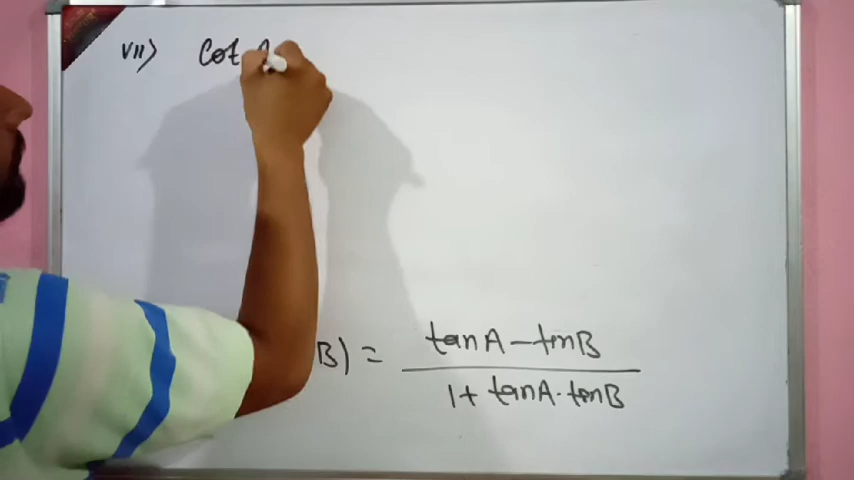 VII> Cot
B) = tanA - tanB
1 + tanA · tanB